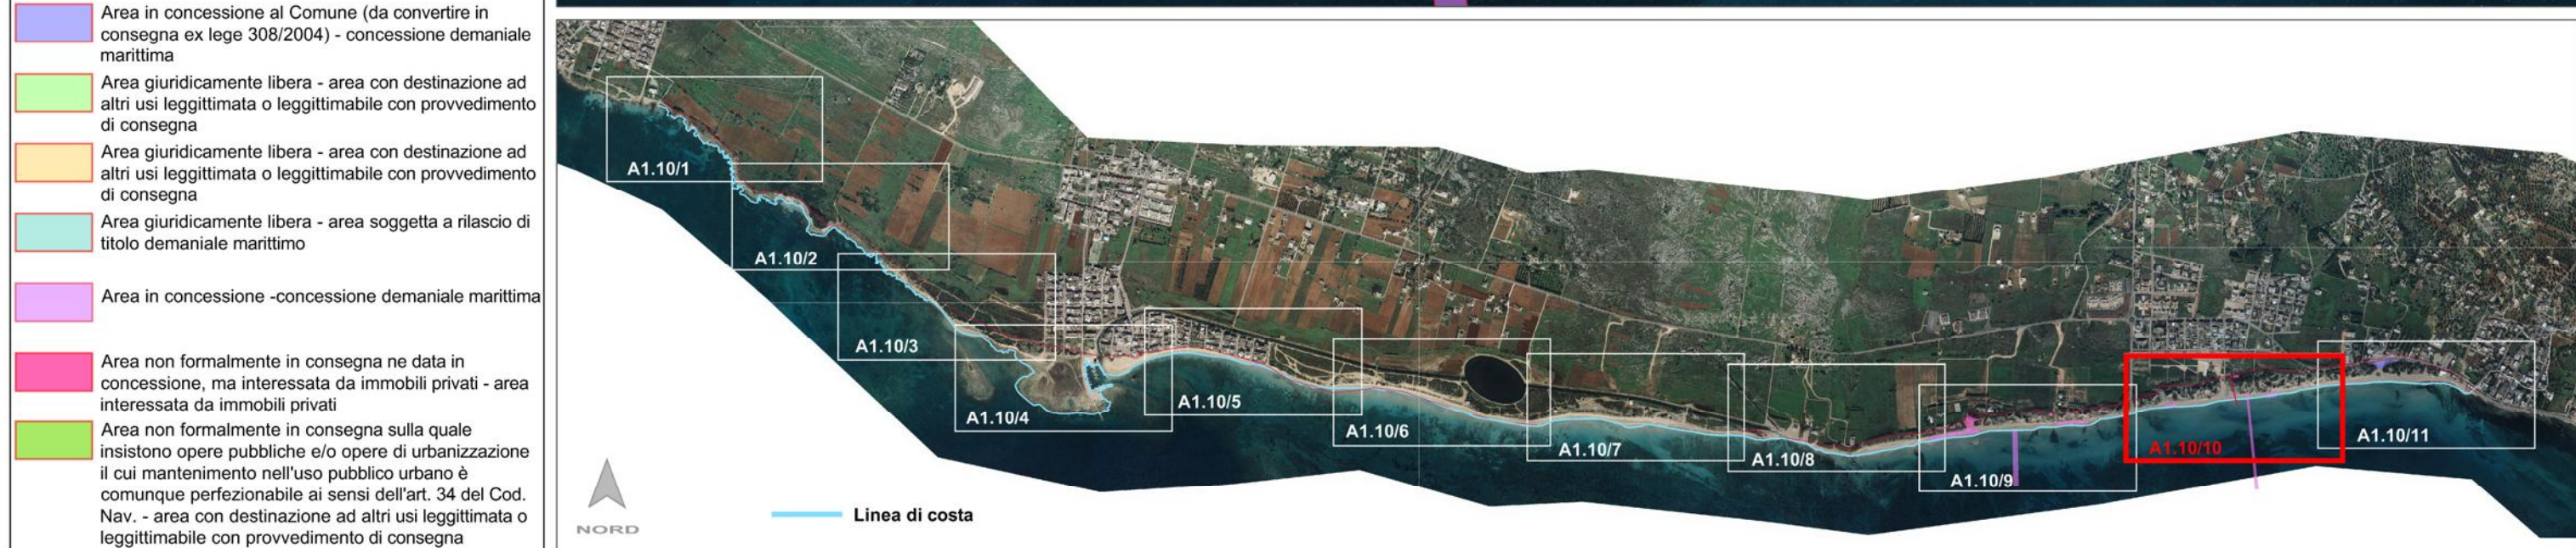 Area in concessione al Comune (da convertire in
consegna ex lege 308/2004) - concessione demaniale
marittima
Area giuridicamente libera - area con destinazione ad
altri usi leggittimata o leggittimabile con provvedimento
di consegna
Area giuridicamente libera - area con destinazione ad
altri usi leggittimata o leggittimabile con provvedimento
di consegna
Area giuridicamente libera - area soggetta a rilascio di
titolo demaniale marittimo
Area in concessione -concessione demaniale marittima
Area non formalmente in consegna ne data in
concessione, ma interessata da immobili privati - area
interessata da immobili privati
Area non formalmente in consegna sulla quale
insistono opere pubbliche e/o opere di urbanizzazione
il cui mantenimento nell'uso pubblico urbano è
comunque perfezionabile ai sensi dell'art. 34 del Cod.
Nav. - area con destinazione ad altri usi leggittimata o
leggittimabile con provvedimento di consegna
A1.10/1
A1.10/2
A1.10/3
A1.10/4
A1.10/5
A1.10/6
A1.10/7
A1.10/8
A1.10/9
A1.10/10
A1.10/11
NORD
Linea di costa